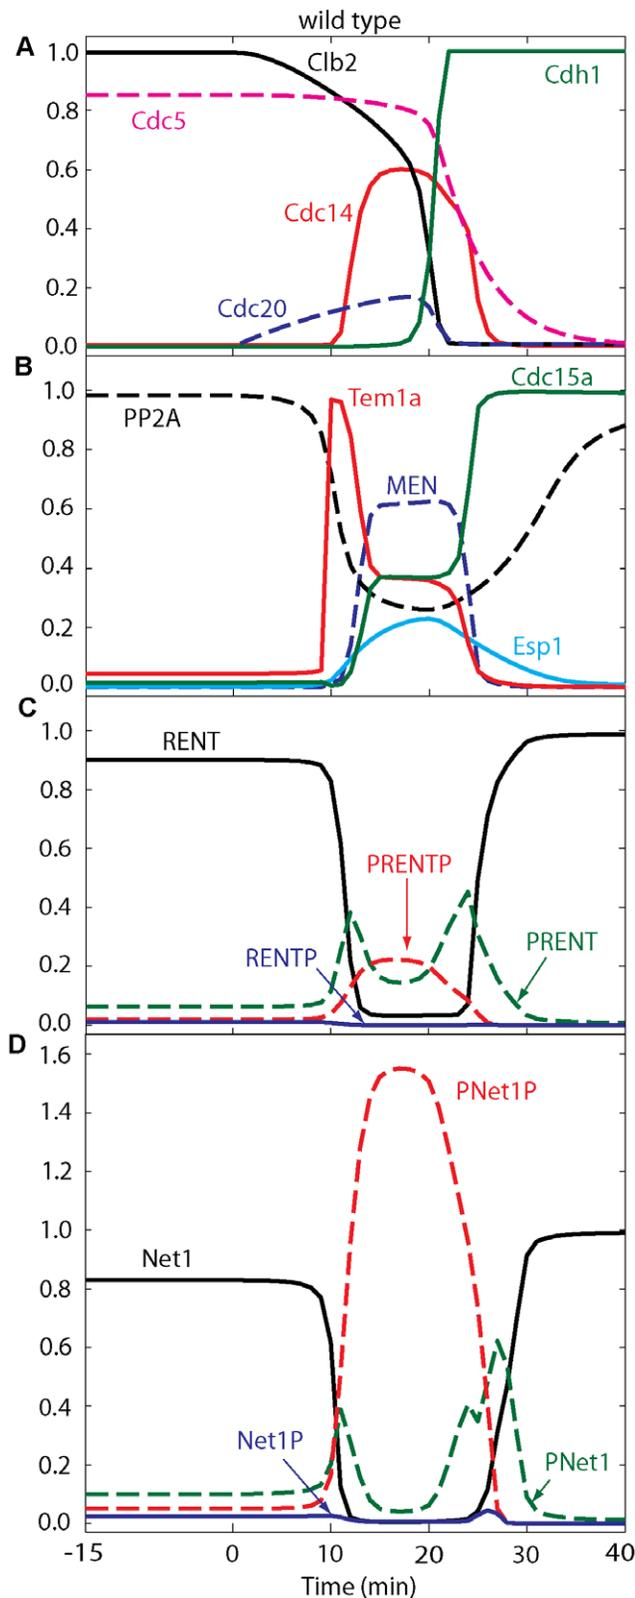 wild type
A
1.0
Clb2
Cdh1
0.8
Cdc5
0.6
Cdc14
0.4
Cdc20
0.2
0.0
B
Cdc15a
1.0
PP2A
Tem1a
0.8
MEN
0.6
0.4
Esp1
0.2
0.0
C
1.0
RENT
0.8
0.6
PRENTP
0.4
RENTP
PRENT
0.2
0.0
D
1.6
PNet1P
1.4
1.2
1.0
Net1
0.8
0.6
0.4
Net1P
PNet1
0.2
0.0
-15 0 10 20 30 40
Time (min)